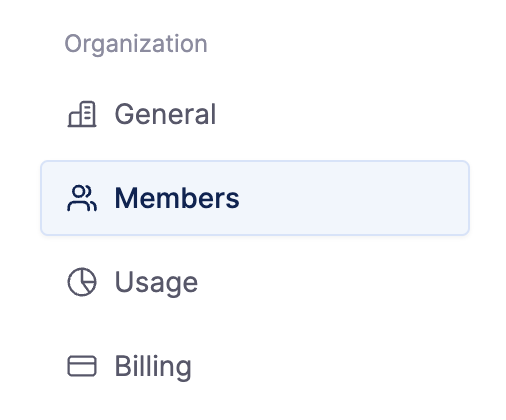 Organization
General
Members
Usage
Billing